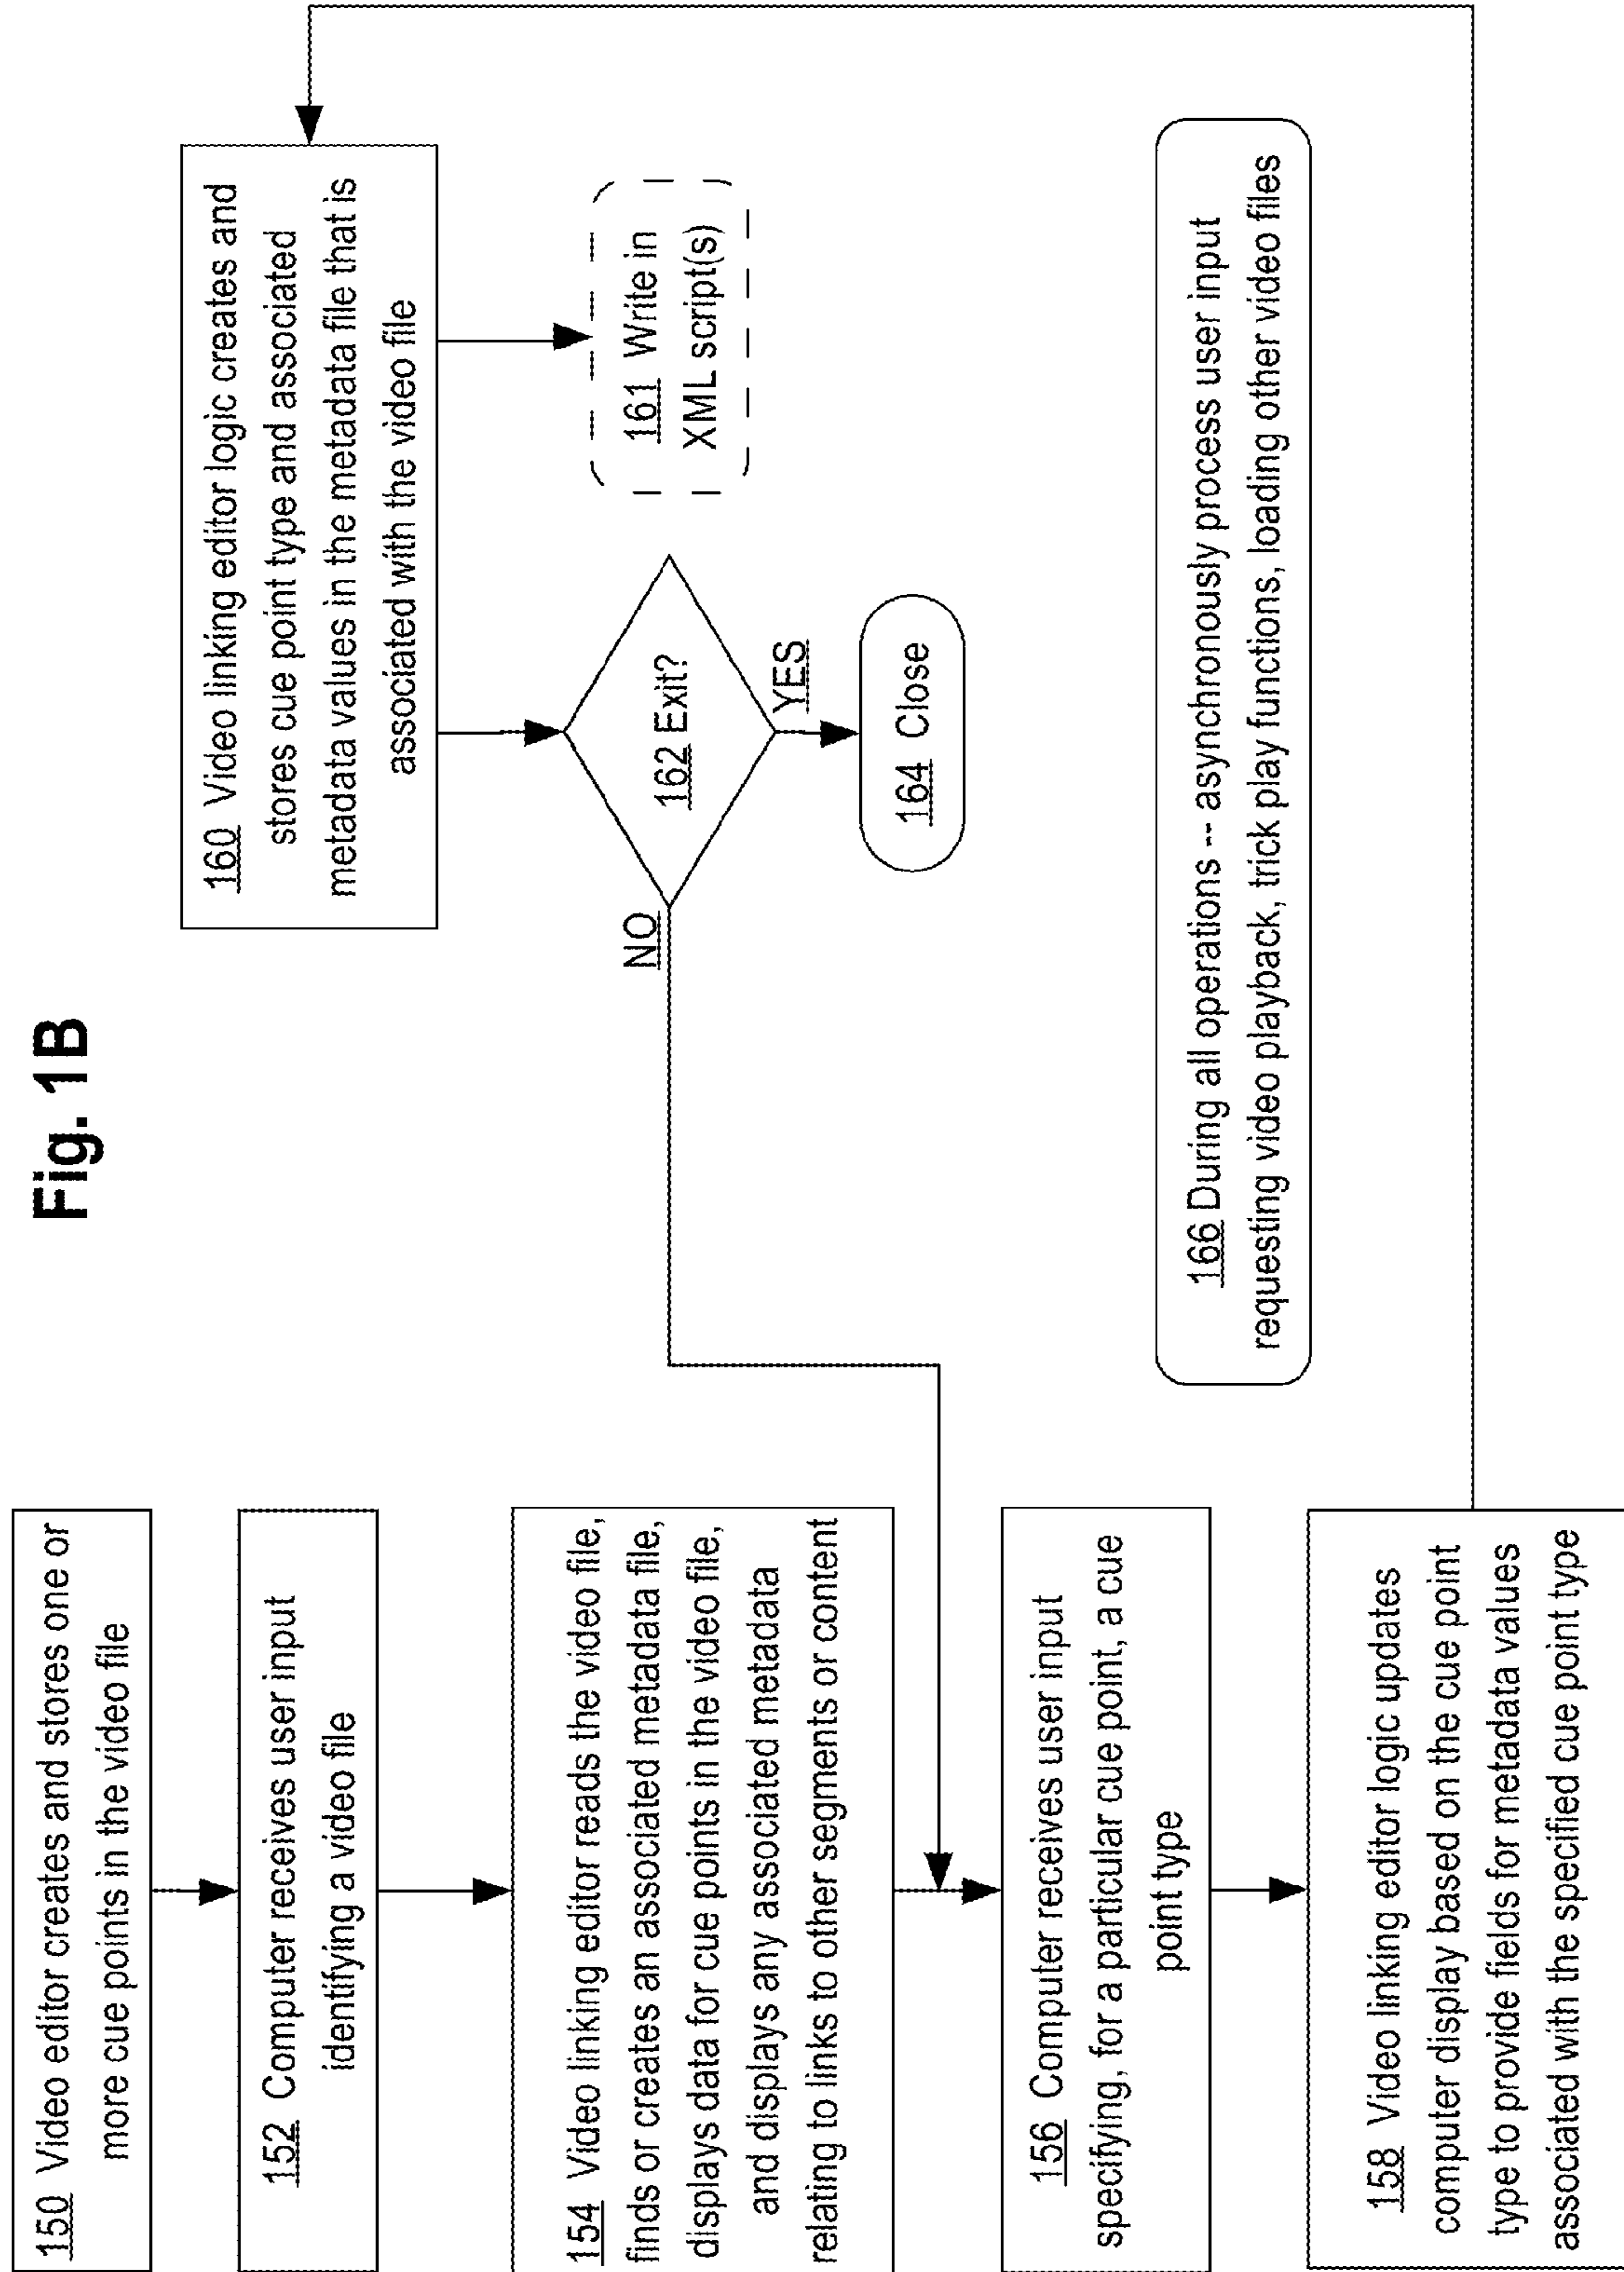 Fig. 1B
150 Video editor creates and stores one or
more cue points in the video file
152 Computer receives user input
identifying a video file
154 Video linking editor reads the video file,
finds or creates an associated metadata file,
displays data for cue points in the video file,
and displays any associated metadata
relating to links to other segments or content
156 Computer receives user input
specifying, for a particular cue point, a cue
point type
158 Video linking editor logic updates
computer display based on the cue point
type to provide fields for metadata values
associated with the specified cue point type
160 Video linking editor logic creates and
stores cue point type and associated
metadata values in the metadata file that is
associated with the video file
161 Write in
XML script(s)
162 Exit?
NO
YES
164 Close
166 During all operations -- asynchronously process user input
requesting video playback, trick play functions, loading other video files